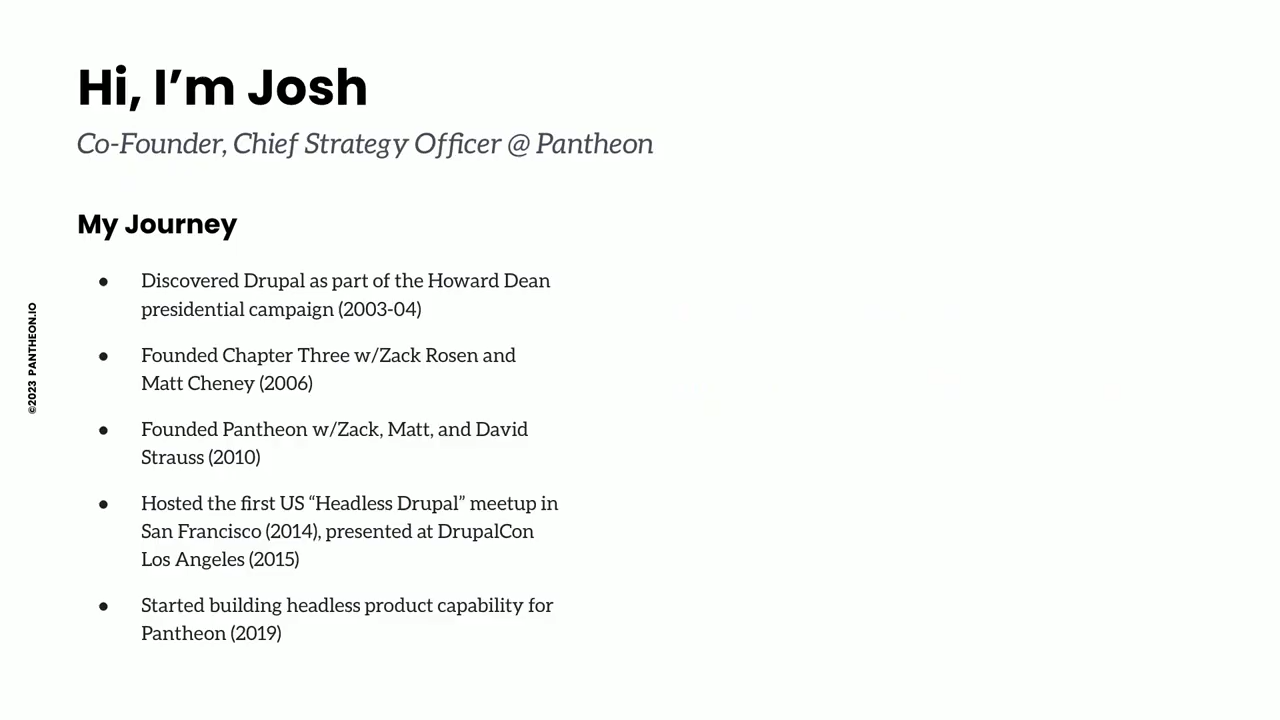 Hi, I’m Josh
Co-Founder, Chief Strategy Officer @ Pantheon
My Journey
● Discovered Drupal as part of the Howard Dean
presidential campaign (2003-04)
● Founded Chapter Three w/Zack Rosen and
Matt Cheney (2006)
● Founded Pantheon w/Zack, Matt, and David
Strauss (2010)
● Hosted the first US “Headless Drupal” meetup in
San Francisco (2014), presented at DrupalCon
Los Angeles (2015)
● Started building headless product capability for
Pantheon (2019)
©2023 PANTHEON.IO